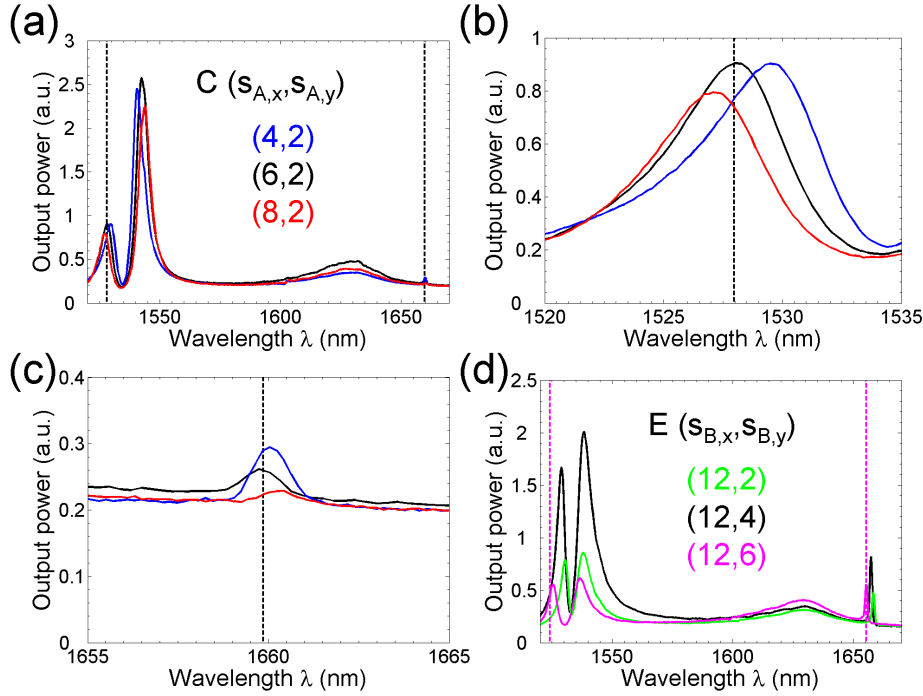 (a)
3
2.5
2
1.5
1
0.5
0
Output power (a.u.)
C (s_A,x,s_A,y)
(4,2)
(6,2)
(8,2)
1550 1600 1650
Wavelength λ (nm)
(b)
1
0.8
0.6
0.4
0.2
0
Output power (a.u.)
1520 1525 1530 1535
Wavelength λ (nm)
(c)
0.4
0.3
0.2
0.1
0
Output power (a.u.)
1655 1660 1665
Wavelength λ (nm)
(d)
2.5
2
1.5
1
0.5
0
Output power (a.u.)
E (s_B,x,s_B,y)
(12,2)
(12,4)
(12,6)
1550 1600 1650
Wavelength λ (nm)